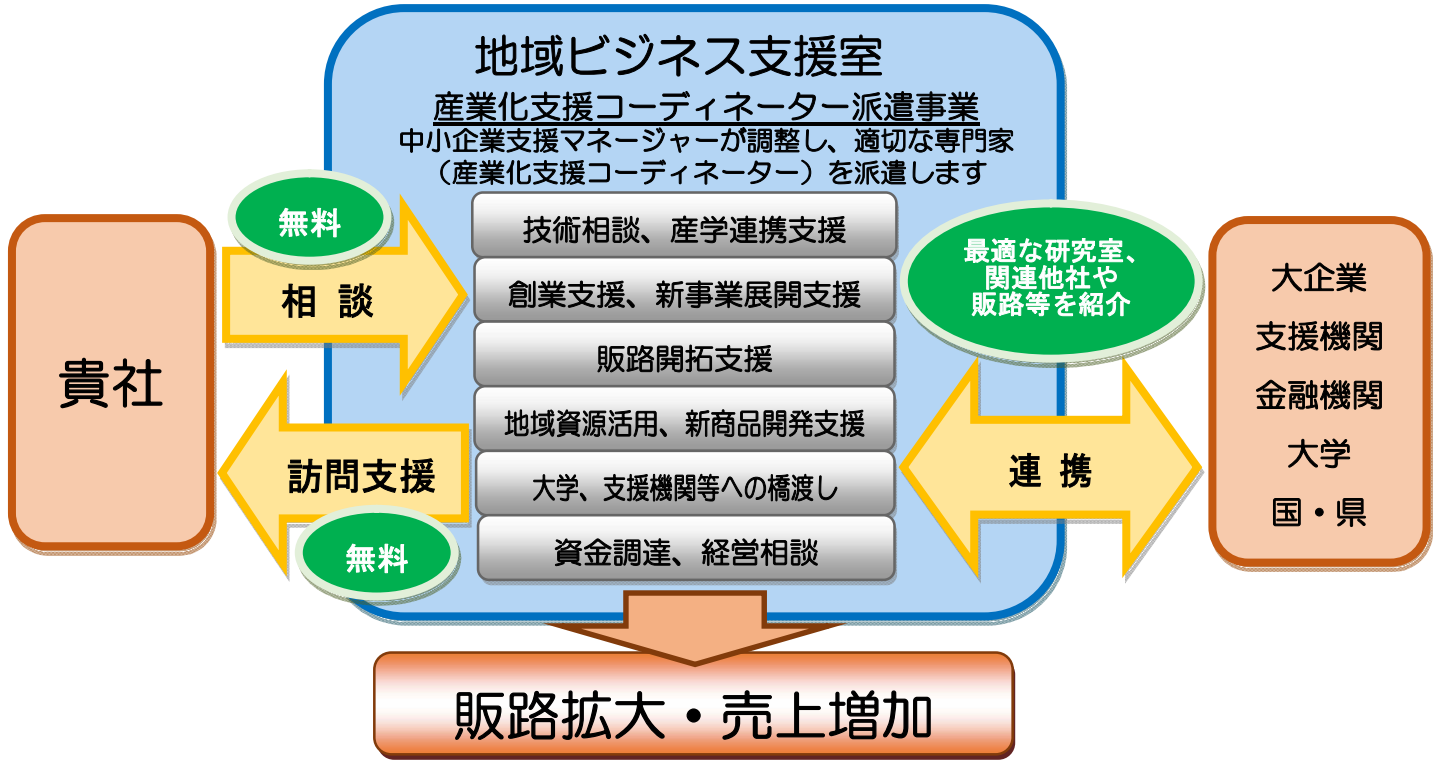 地域ビジネス支援室
産業化支援コーディネーター派遣事業
中小企業支援マネージャーが調整し、適切な専門家
（産業化支援コーディネーター）を派遣します
無料
相 談
貴社
訪問支援
無料
技術相談、産学連携支援
創業支援、新事業展開支援
販路開拓支援
地域資源活用、新商品開発支援
大学、支援機関等への橋渡し
資金調達、経営相談
最適な研究室、
関連他社や
販路等を紹介
連 携
大企業
支援機関
金融機関
大学
国・県
販路拡大・売上増加